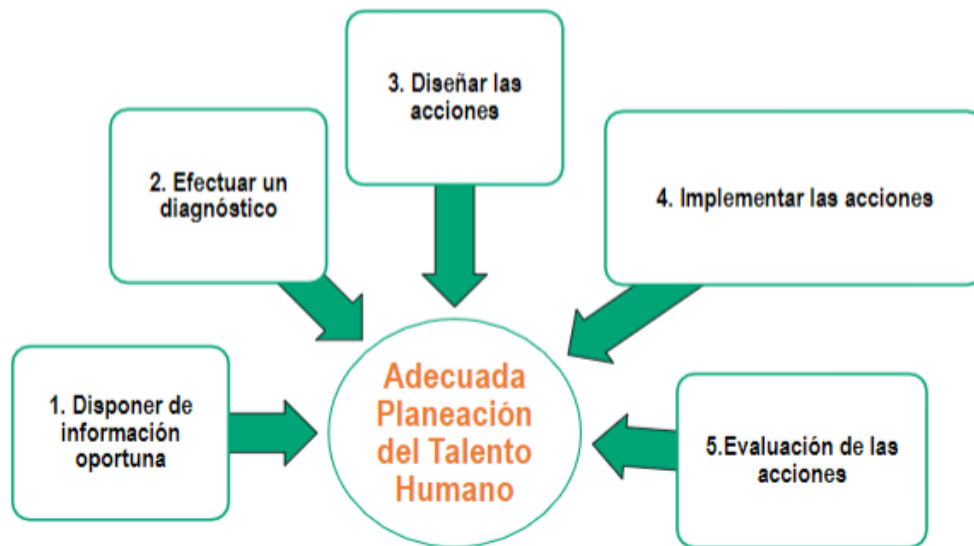 1. Disponer de
información
oportuna
2. Efectuar un
diagnóstico
3. Diseñar las
acciones
4. Implementar las acciones
5.Evaluación de las
acciones
Adecuada
Planeación
del Talento
Humano